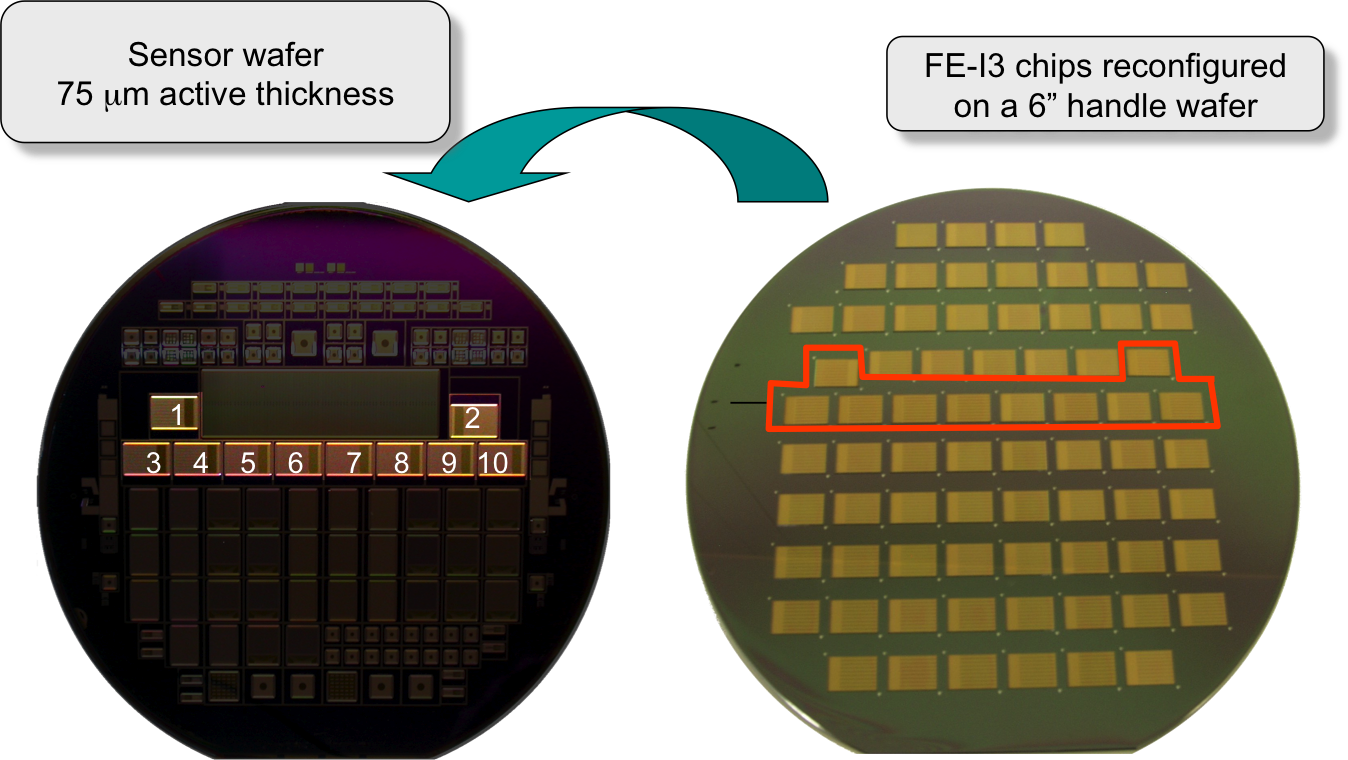 Sensor wafer
75 μm active thickness
FE-I3 chips reconfigured
on a 6” handle wafer
1
2
3 4 5 6 7 8 9 10